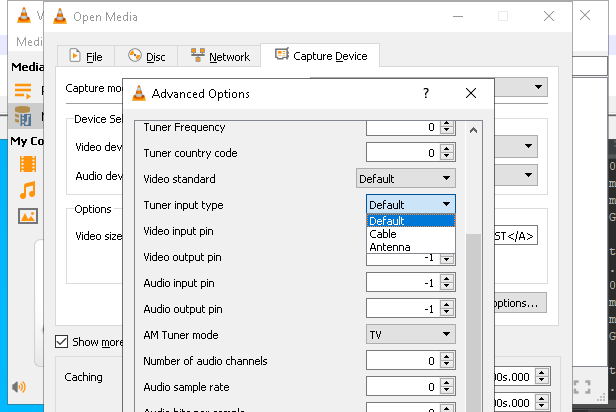 V
Open Media
Medi
File
Disc
Network
Capture Device
Media
Capture mo
Advanced Options
?
Device Sel
Tuner Frequency
0
My Co
Video devi
Tuner country code
0
Audio dev
Video standard
Default
Options
Tuner input type
Default
Default
Cable
Antenna
Video size
Video input pin
ST</A>
Video output pin
-1
Audio input pin
-1
Audio output pin
-1
options...
Show more
AM Tuner mode
TV
Number of audio channels
0
Caching
00s.000
Audio sample rate
0
00s.000
Audio bits per sample